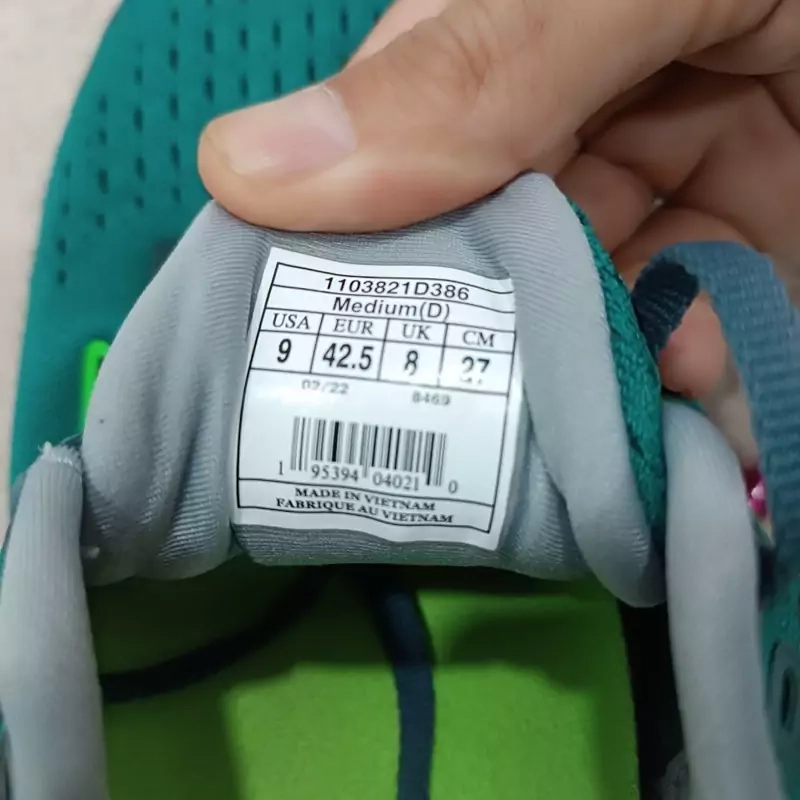 1103821D386
Medium(D)
USA EUR UK CM
9 42.5 8 27
02/22 8469
1 95394 04021 0
MADE IN VIETNAM
FABRIQUE AU VIETNAM